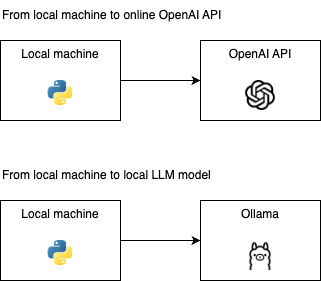 From local machine to online OpenAI API
Local machine
OpenAI API
From local machine to local LLM model
Local machine
Ollama